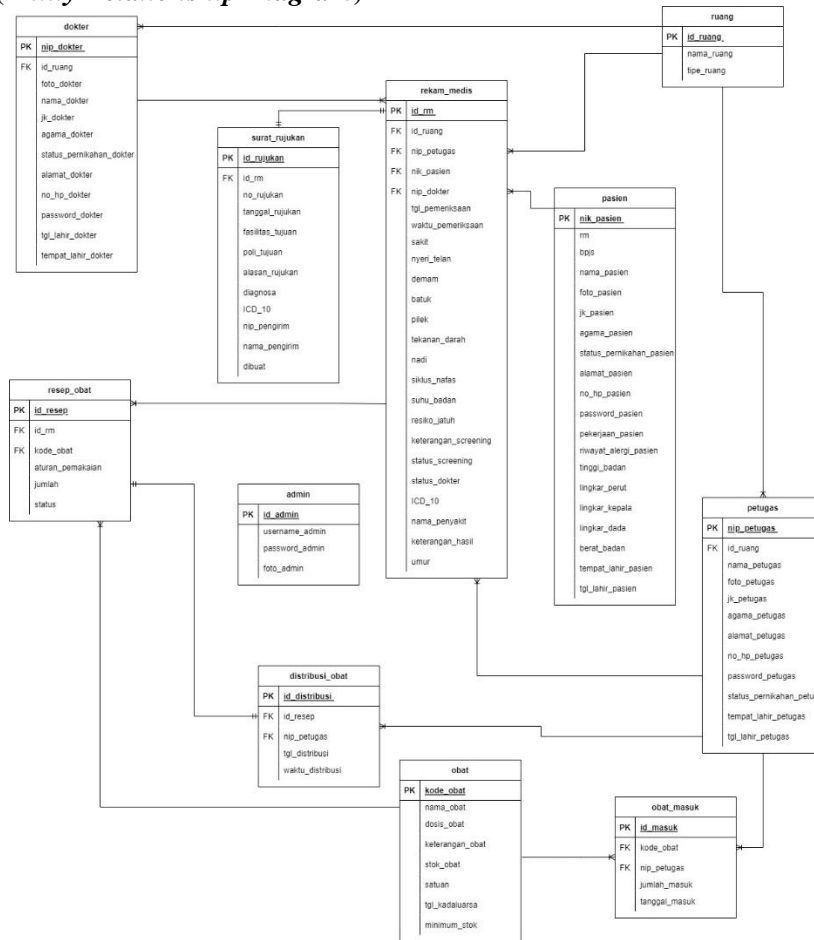 dokter
PK nip_dokter
FK id_ruang
foto_dokter
nama_dokter
jk_dokter
agama_dokter
status_pernikahan_dokter
alamat_dokter
no_hp_dokter
password_dokter
tgl_lahir_dokter
tempat_lahir_dokter
ruang
PK id_ruang
nama_ruang
tipe_ruang
rekam_medis
PK id_rm
FK id_ruang
FK nip_petugas
FK nik_pasien
FK nip_dokter
tgl_pemeriksaan
waktu_pemeriksaan
sakit
nyeri_telan
demam
batuk
pilek
tekanan_darah
nadi
siklus_nafas
suhu_badan
resiko_jatuh
keterangan_screening
status_screening
status_dokter
ICD_10
nama_penyakit
keterangan_hasil
umur
surat_rujukan
PK id_rujukan
FK id_rm
no_rujukan
tanggal_rujukan
fasilitas_tujuan
poli_tujuan
alasan_rujukan
diagnosa
ICD_10
nip_pengirim
nama_pengirim
dibuat
pasien
PK nik_pasien
rm
bpjs
nama_pasien
foto_pasien
jk_pasien
agama_pasien
status_pernikahan_pasien
alamat_pasien
no_hp_pasien
password_pasien
pekerjaan_pasien
riwayat_alergi_pasien
tinggi_badan
lingkar_perut
lingkar_kepala
lingkar_dada
berat_badan
tempat_lahir_pasien
tgl_lahir_pasien
resep_obat
PK id_resep
FK id_rm
FK kode_obat
aturan_pemakaian
jumlah
status
admin
PK id_admin
username_admin
password_admin
foto_admin
petugas
PK nip_petugas
FK id_ruang
nama_petugas
foto_petugas
jk_petugas
agama_petugas
alamat_petugas
no_hp_petugas
password_petugas
status_pernikahan_petu
tempat_lahir_petugas
tgl_lahir_petugas
distribusi_obat
PK id_distribusi
FK id_resep
FK nip_petugas
tgl_distribusi
waktu_distribusi
obat
PK kode_obat
nama_obat
dosis_obat
keterangan_obat
stok_obat
satuan
tgl_kadaluarsa
minimum_stok
obat_masuk
PK id_masuk
FK kode_obat
FK nip_petugas
jumlah_masuk
tanggal_masuk